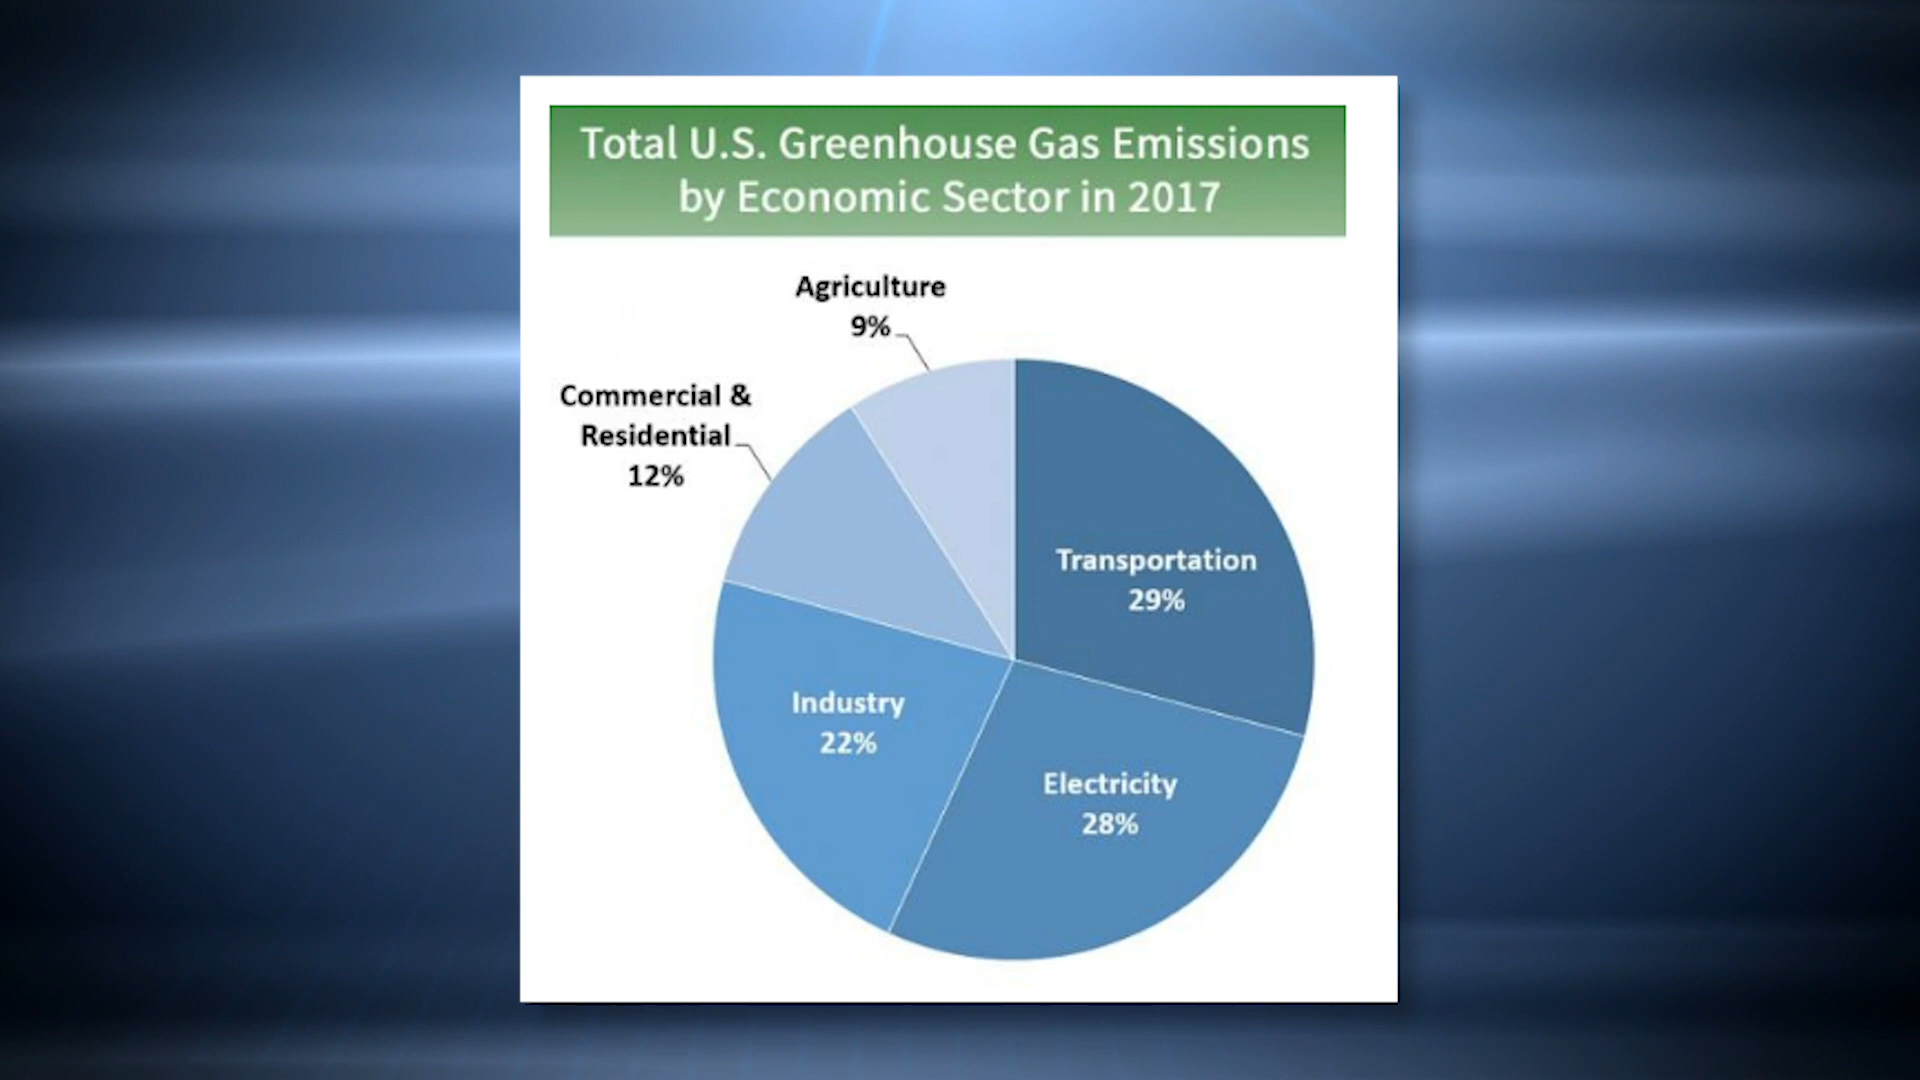 Total U.S. Greenhouse Gas Emissions
by Economic Sector in 2017
Agriculture
9%
Commercial &
Residential
12%
Transportation
29%
Industry
22%
Electricity
28%